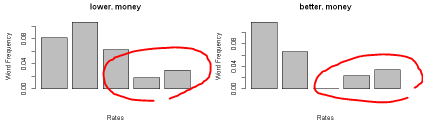 lower. money
Word Frequency
0.00
0.04
0.08
Rates
better. money
Word Frequency
0.00
0.04
0.08
Rates